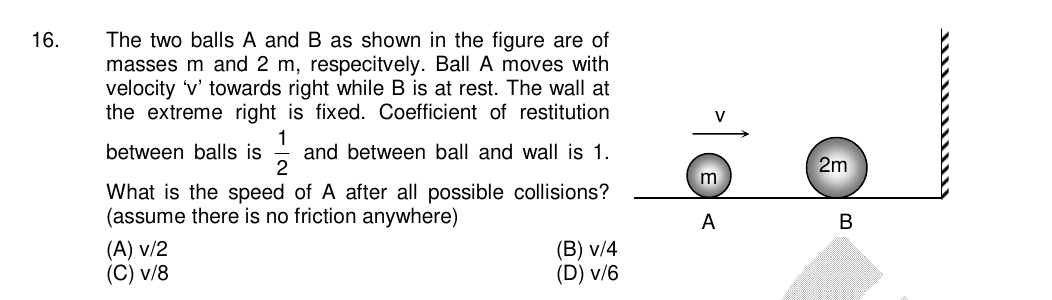 16. The two balls A and B as shown in the figure are of
masses m and 2 m, respecitvely. Ball A moves with
velocity ‘v’ towards right while B is at rest. The wall at
the extreme right is fixed. Coefficient of restitution
between balls is 1/2 and between ball and wall is 1.
What is the speed of A after all possible collisions?
(assume there is no friction anywhere)
(A) v/2 (B) v/4
(C) v/8 (D) v/6
v
m 2m
A B